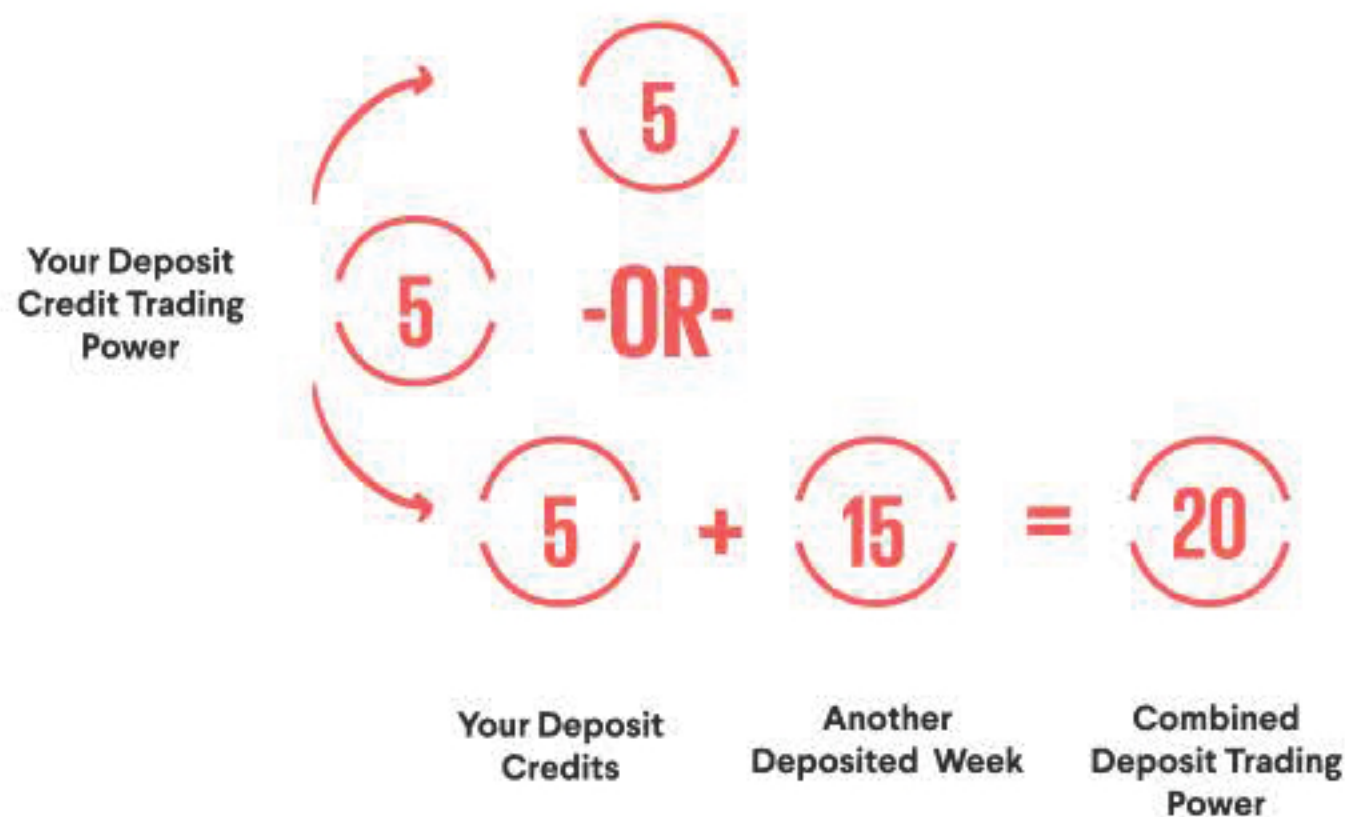 5
Your Deposit
Credit Trading
Power
5
-OR-
5 + 15 = 20
Your Deposit
Credits
Another
Deposited Week
Combined
Deposit Trading
Power